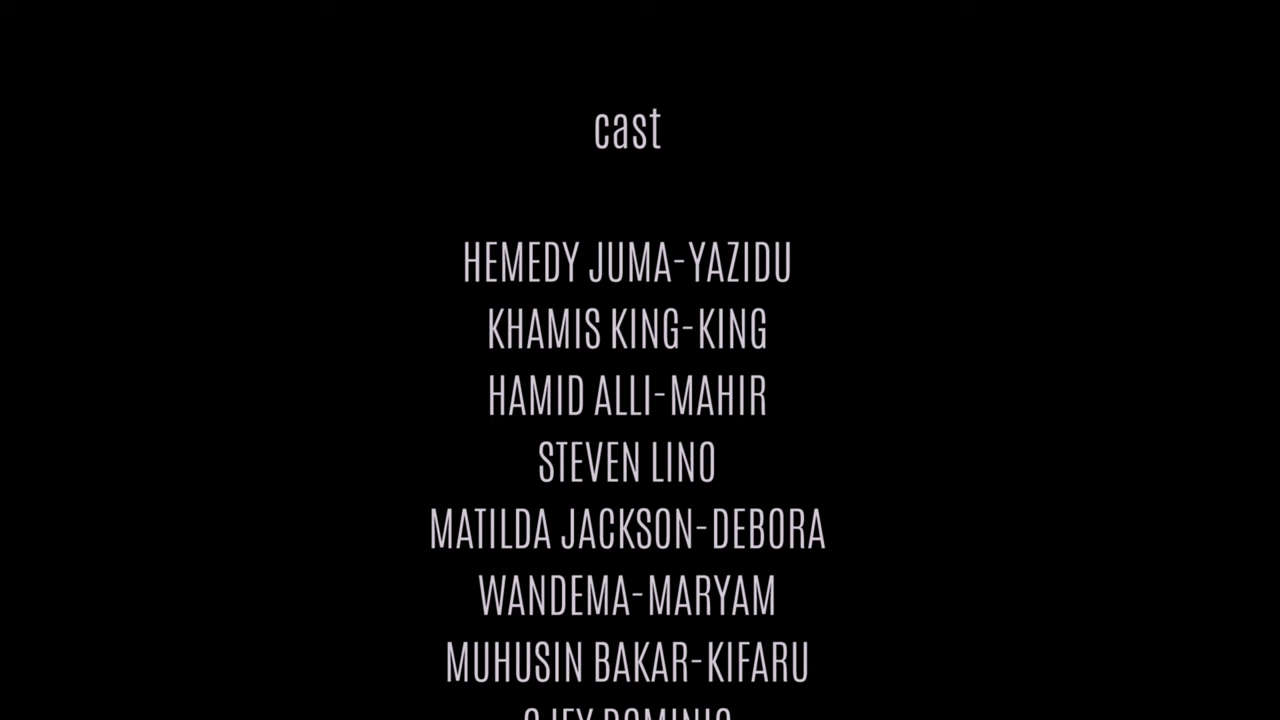 cast
HEMEDY JUMA-YAZIDU
KHAMIS KING-KING
HAMID ALLI-MAHIR
STEVEN LINO
MATILDA JACKSON-DEBORA
WANDEMA-MARYAM
MUHUSIN BAKAR-KIFARU